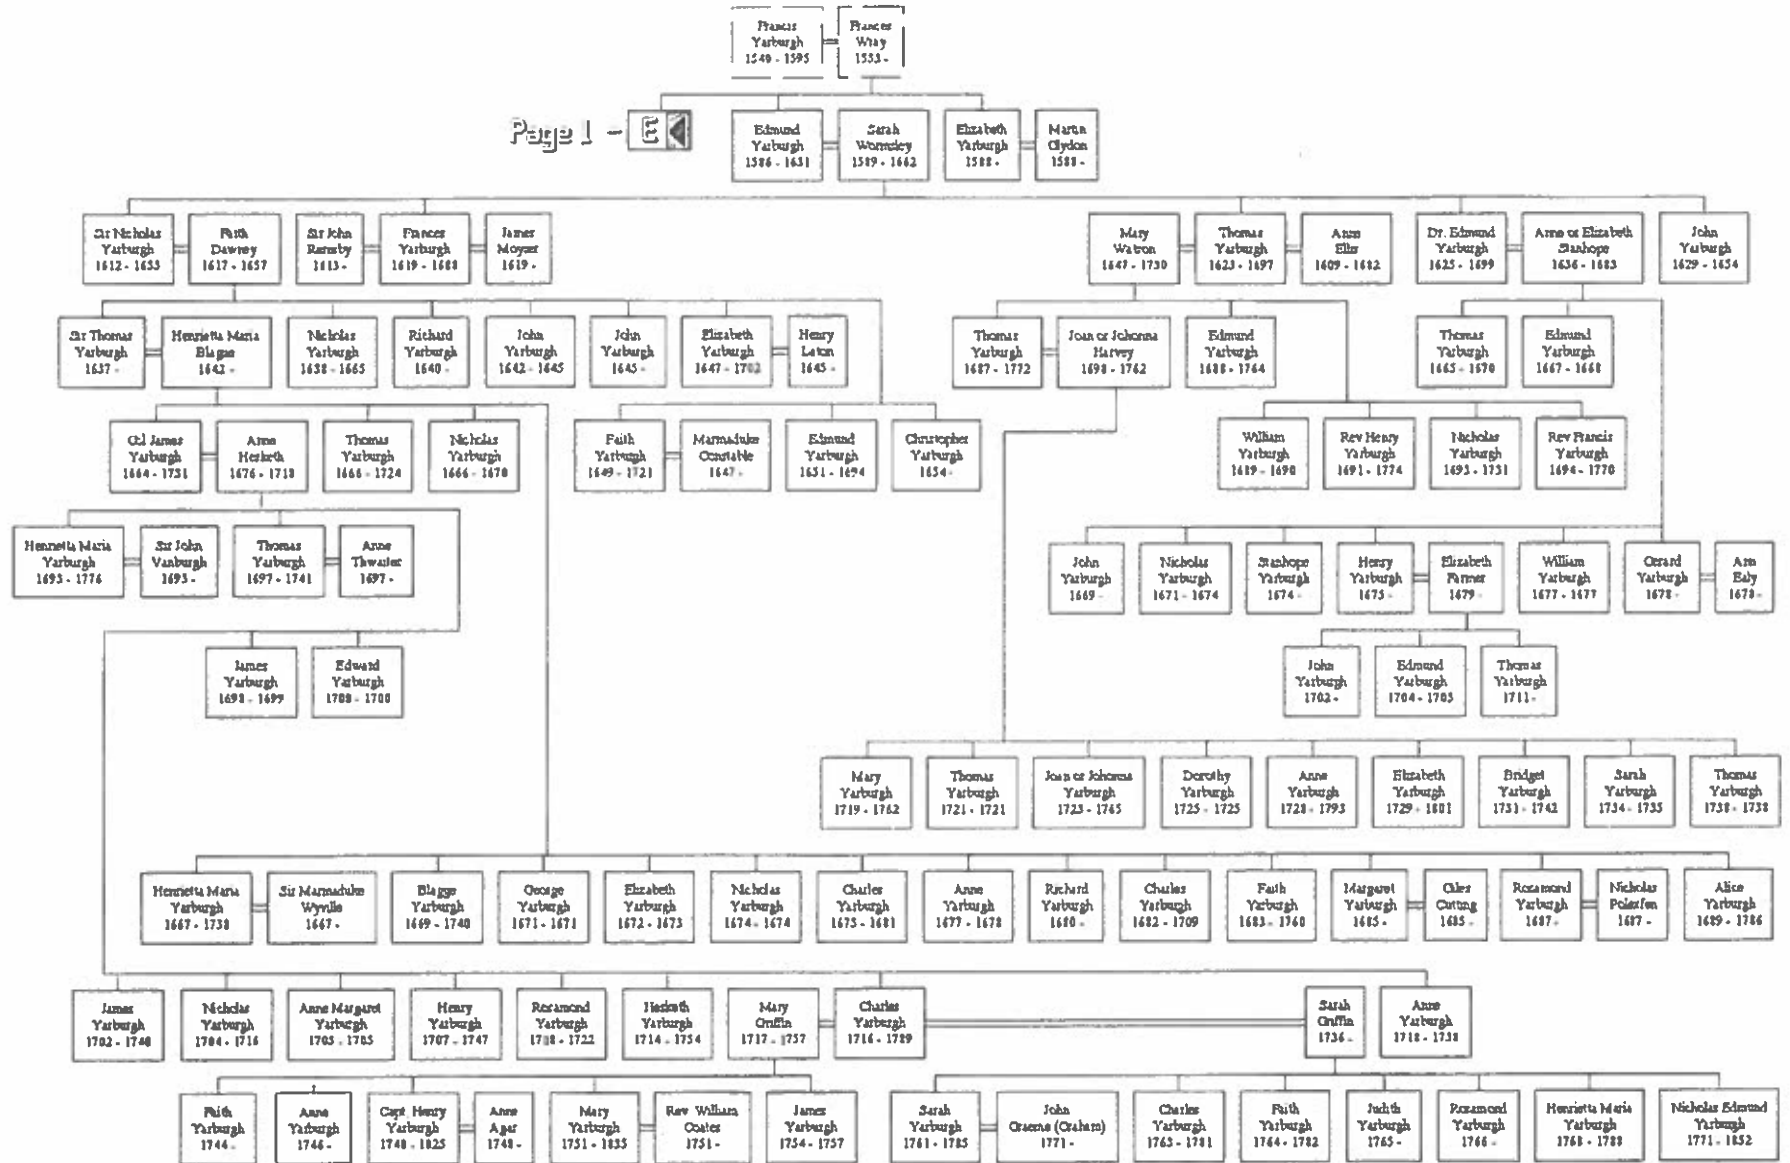 Francis
Yarburgh
1540 - 1595
Frances
Wray
1553 -
Page 1 - E
Edmund
Yarburgh
1586 - 1631
Sarah
Wormsley
1589 - 1662
Elizabeth
Yarburgh
1588 -
Martin
Clydon
1588 -
Sir Nicholas
Yarburgh
1612 - 1655
Faith
Dawney
1617 - 1657
Sir John
Reresby
1613 -
Frances
Yarburgh
1619 - 1688
James
Moyser
1619 -
Mary
Watson
1647 - 1730
Thomas
Yarburgh
1623 - 1697
Anne
Ellis
1609 - 1682
Dr. Edmund
Yarburgh
1625 - 1699
Anne or Elizabeth
Stanhope
1636 - 1683
John
Yarburgh
1629 - 1654
Sir Thomas
Yarburgh
1637 -
Henrietta Maria
Blague
1642 -
Nicholas
Yarburgh
1638 - 1665
Richard
Yarburgh
1640 -
John
Yarburgh
1642 - 1645
John
Yarburgh
1645 -
Elizabeth
Yarburgh
1647 - 1702
Henry
Laton
1645 -
Thomas
Yarburgh
1687 - 1772
Joan or Johonna
Harvey
1698 - 1762
Edmund
Yarburgh
1688 - 1764
Thomas
Yarburgh
1665 - 1670
Edmund
Yarburgh
1667 - 1668
Col James
Yarburgh
1664 - 1731
Anne
Hesketh
1676 - 1718
Thomas
Yarburgh
1666 - 1724
Nicholas
Yarburgh
1666 - 1670
Faith
Yarburgh
1649 - 1721
Marmaduke
Constable
1647 -
Edmund
Yarburgh
1651 - 1694
Christopher
Yarburgh
1654 -
William
Yarburgh
1689 - 1690
Rev Henry
Yarburgh
1691 - 1774
Nicholas
Yarburgh
1693 - 1731
Rev Francis
Yarburgh
1694 - 1770
Henrietta Maria
Yarburgh
1693 - 1776
Sir John
Vanburgh
1693 -
Thomas
Yarburgh
1697 - 1741
Anne
Thwaites
1697 -
John
Yarburgh
1669 -
Nicholas
Yarburgh
1671 - 1674
Stanhope
Yarburgh
1674 -
Henry
Yarburgh
1675 -
Elizabeth
Farmer
1679 -
William
Yarburgh
1677 - 1677
Gerard
Yarburgh
1678 -
Ann
Ealy
1678 -
James
Yarburgh
1698 - 1699
Edward
Yarburgh
1708 - 1708
John
Yarburgh
1702 -
Edmund
Yarburgh
1704 - 1705
Thomas
Yarburgh
1711 -
Mary
Yarburgh
1719 - 1762
Thomas
Yarburgh
1721 - 1721
Joan or Johonna
Yarburgh
1723 - 1765
Dorothy
Yarburgh
1725 - 1725
Anne
Yarburgh
1728 - 1793
Elizabeth
Yarburgh
1729 - 1801
Bridget
Yarburgh
1731 - 1742
Sarah
Yarburgh
1734 - 1735
Thomas
Yarburgh
1738 - 1738
Henrietta Maria
Yarburgh
1667 - 1738
Sir Marmaduke
Wyville
1667 -
Blagge
Yarburgh
1669 - 1740
George
Yarburgh
1671 - 1671
Elizabeth
Yarburgh
1672 - 1673
Nicholas
Yarburgh
1674 - 1674
Charles
Yarburgh
1675 - 1681
Anne
Yarburgh
1677 - 1678
Richard
Yarburgh
1680 -
Charles
Yarburgh
1682 - 1709
Faith
Yarburgh
1683 - 1760
Margaret
Yarburgh
1685 -
Giles
Cutting
1685 -
Rosamond
Yarburgh
1687 -
Nicholas
Polexfen
1687 -
Alice
Yarburgh
1689 - 1786
James
Yarburgh
1702 - 1740
Nicholas
Yarburgh
1704 - 1716
Anne Margaret
Yarburgh
1705 - 1705
Henry
Yarburgh
1707 - 1747
Rosamond
Yarburgh
1722
Hesketh
Yarburgh
1714 - 1754
Mary
Griffin
1717 - 1757
Charles
Yarburgh
1716 - 1789
Sarah
Griffin
1736 -
Anne
Yarburgh
1718 - 1738
Faith
Yarburgh
1744 -
Anne
Yarburgh
1746 -
Capt. Henry
Yarburgh
1748 - 1825
Anne
Agar
1748 -
Mary
Yarburgh
1751 - 1835
Rev. William
Coates
1751 -
James
Yarburgh
1754 - 1757
Sarah
Yarburgh
1761 - 1785
John
Graeme (Graham)
1771 -
Charles
Yarburgh
1763 - 1781
Faith
Yarburgh
1764 - 1782
Judith
Yarburgh
1765 -
Rosamond
Yarburgh
1766 -
Henrietta Maria
Yarburgh
1768 - 1788
Nicholas Edmund
Yarburgh
1771 - 1852